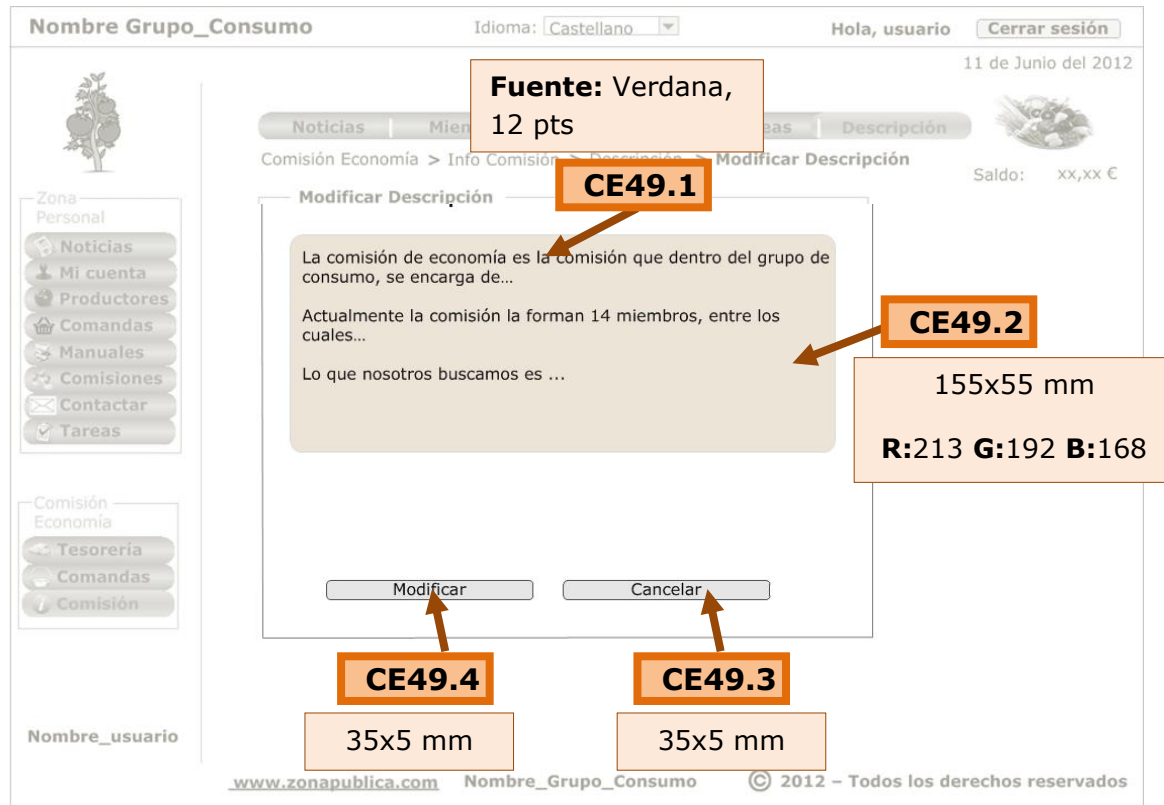 Nombre Grupo_Consumo Idioma: Castellano Hola, usuario Cerrar sesión
11 de Junio del 2012
Fuente: Verdana,
12 pts
Noticias Descripción
Comisión Economía > Info Comisión > Descripción > Modificar Descripción
Saldo: xx,xx €
CE49.1
Modificar Descripción
Zona
Personal
Noticias
Mi cuenta
Productores
Comandas
Manuales
Comisiones
Contactar
Tareas
La comisión de economía es la comisión que dentro del grupo de
consumo, se encarga de...
Actualmente la comisión la forman 14 miembros, entre los
cuales...
Lo que nosotros buscamos es ...
CE49.2
155x55 mm
R:213 G:192 B:168
Comisión
Economía
Tesorería
Comandas
Comisión
Modificar Cancelar
CE49.4 CE49.3
35x5 mm 35x5 mm
Nombre_usuario
www.zonapublica.com Nombre_Grupo_Consumo © 2012 – Todos los derechos reservados